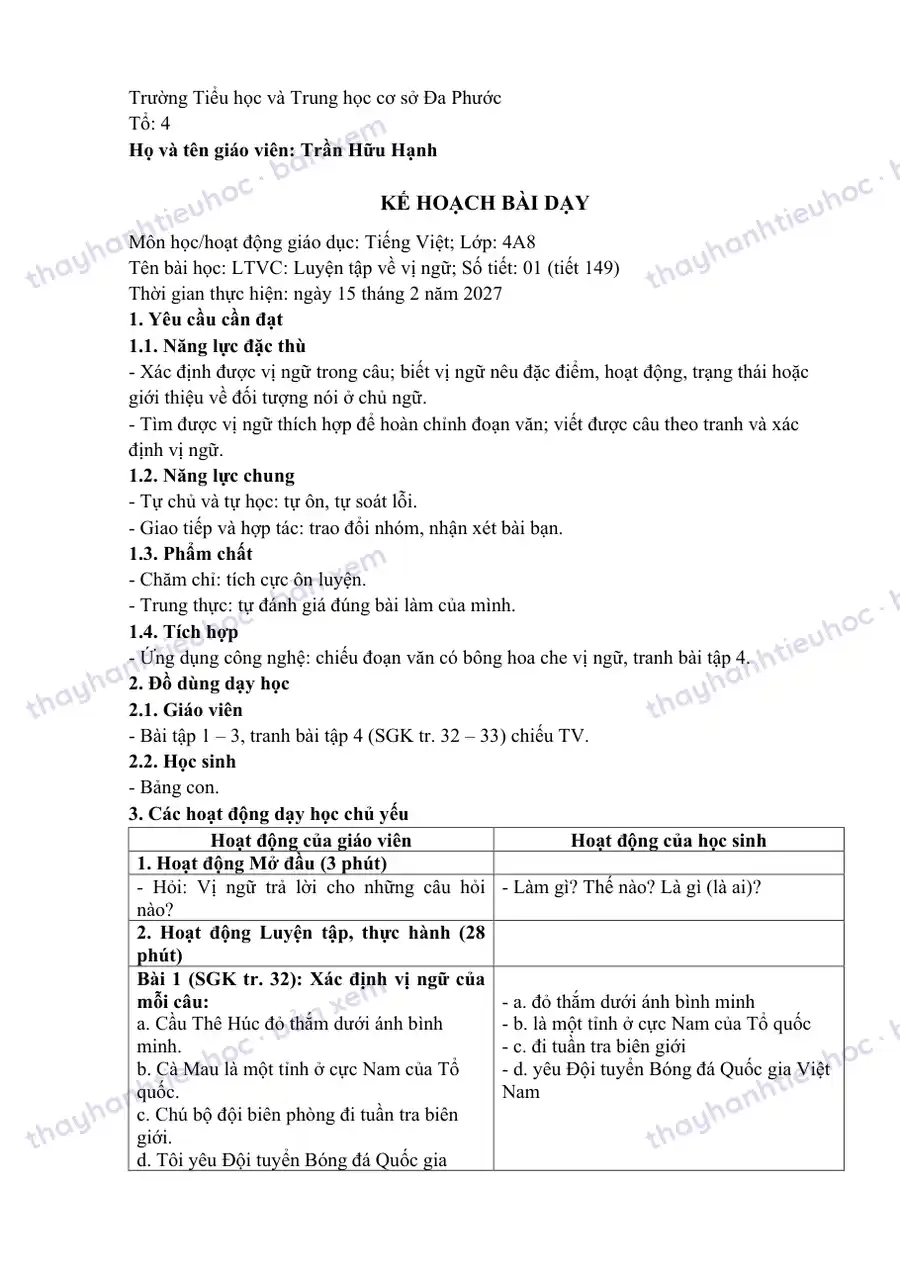 Trường Tiểu học và Trung học cơ sở Đa Phước
Tổ: 4
Họ và tên giáo viên: Trần Hữu Hạnh
KẾ HOẠCH BÀI DẠY
Môn học/hoạt động giáo dục: Tiếng Việt; Lớp: 4A8
Tên bài học: LTVC: Luyện tập về vị ngữ; Số tiết: 01 (tiết 149)
Thời gian thực hiện: ngày 15 tháng 2 năm 2027
1. Yêu cầu cần đạt
1.1. Năng lực đặc thù
- Xác định được vị ngữ trong câu; biết vị ngữ nêu đặc điểm, hoạt động, trạng thái hoặc
giới thiệu về đối tượng nói ở chủ ngữ.
- Tìm được vị ngữ thích hợp để hoàn chỉnh đoạn văn; viết được câu theo tranh và xác
định vị ngữ.
1.2. Năng lực chung
- Tự chủ và tự học: tự ôn, tự soát lỗi.
- Giao tiếp và hợp tác: trao đổi nhóm, nhận xét bài bạn.
1.3. Phẩm chất
- Chăm chỉ: tích cực ôn luyện.
- Trung thực: tự đánh giá đúng bài làm của mình.
1.4. Tích hợp
- Ứng dụng công nghệ: chiếu đoạn văn có bông hoa che vị ngữ, tranh bài tập 4.
2. Đồ dùng dạy học
2.1. Giáo viên
- Bài tập 1 – 3, tranh bài tập 4 (SGK tr. 32 – 33) chiếu TV.
2.2. Học sinh
- Bảng con.
3. Các hoạt động dạy học chủ yếu
Hoạt động của giáo viên
Hoạt động của học sinh
1. Hoạt động Mở đầu (3 phút)
- Hỏi: Vị ngữ trả lời cho những câu hỏi
nào?
- Làm gì? Thế nào? Là gì (là ai)?
2. Hoạt động Luyện tập, thực hành (28
phút)
Bài 1 (SGK tr. 32): Xác định vị ngữ của
mỗi câu:
a. Cầu Thê Húc đỏ thắm dưới ánh bình
minh.
b. Cà Mau là một tỉnh ở cực Nam của Tổ
quốc.
c. Chú bộ đội biên phòng đi tuần tra biên
giới.
d. Tôi yêu Đội tuyển Bóng đá Quốc gia
- a. đỏ thắm dưới ánh bình minh
- b. là một tỉnh ở cực Nam của Tổ quốc
- c. đi tuần tra biên giới
- d. yêu Đội tuyển Bóng đá Quốc gia Việt
Nam
thayhanhtieuhoc · bản xem
thayhanhtieuhoc · b
thayhanhtieuhoc · bản xem
thayhanhtieuhoc · b
thayhanhtieuhoc · bản xem
thayhanhtieuhoc · b